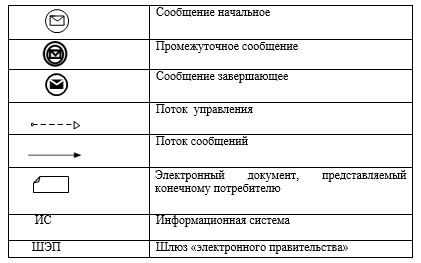 Сообщение начальное
Промежуточное сообщение
Сообщение завершающее
Поток управления
Поток сообщений
Электронный документ, представляемый
конечному потребителю
ИС Информационная система
ШЭП Шлюз «электронного правительства»